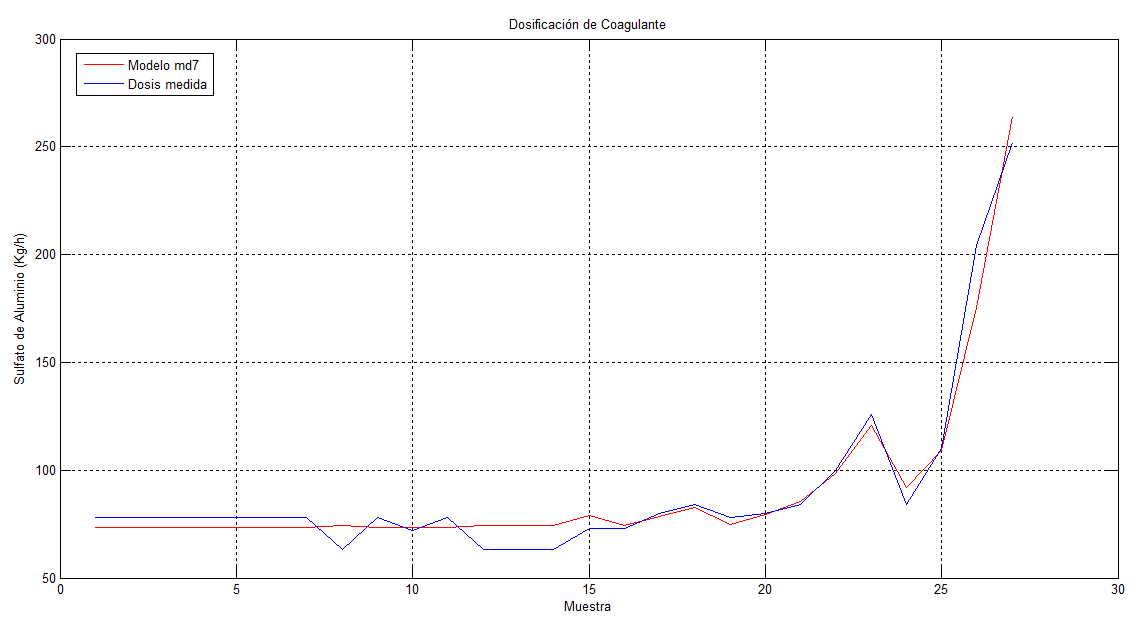 Dosificación de Coagulante
300
Modelo md7
Dosis medida
250
200
Sulfato de Aluminio (Kg/h)
150
100
50
0 5 10 15 20 25 30
Muestra